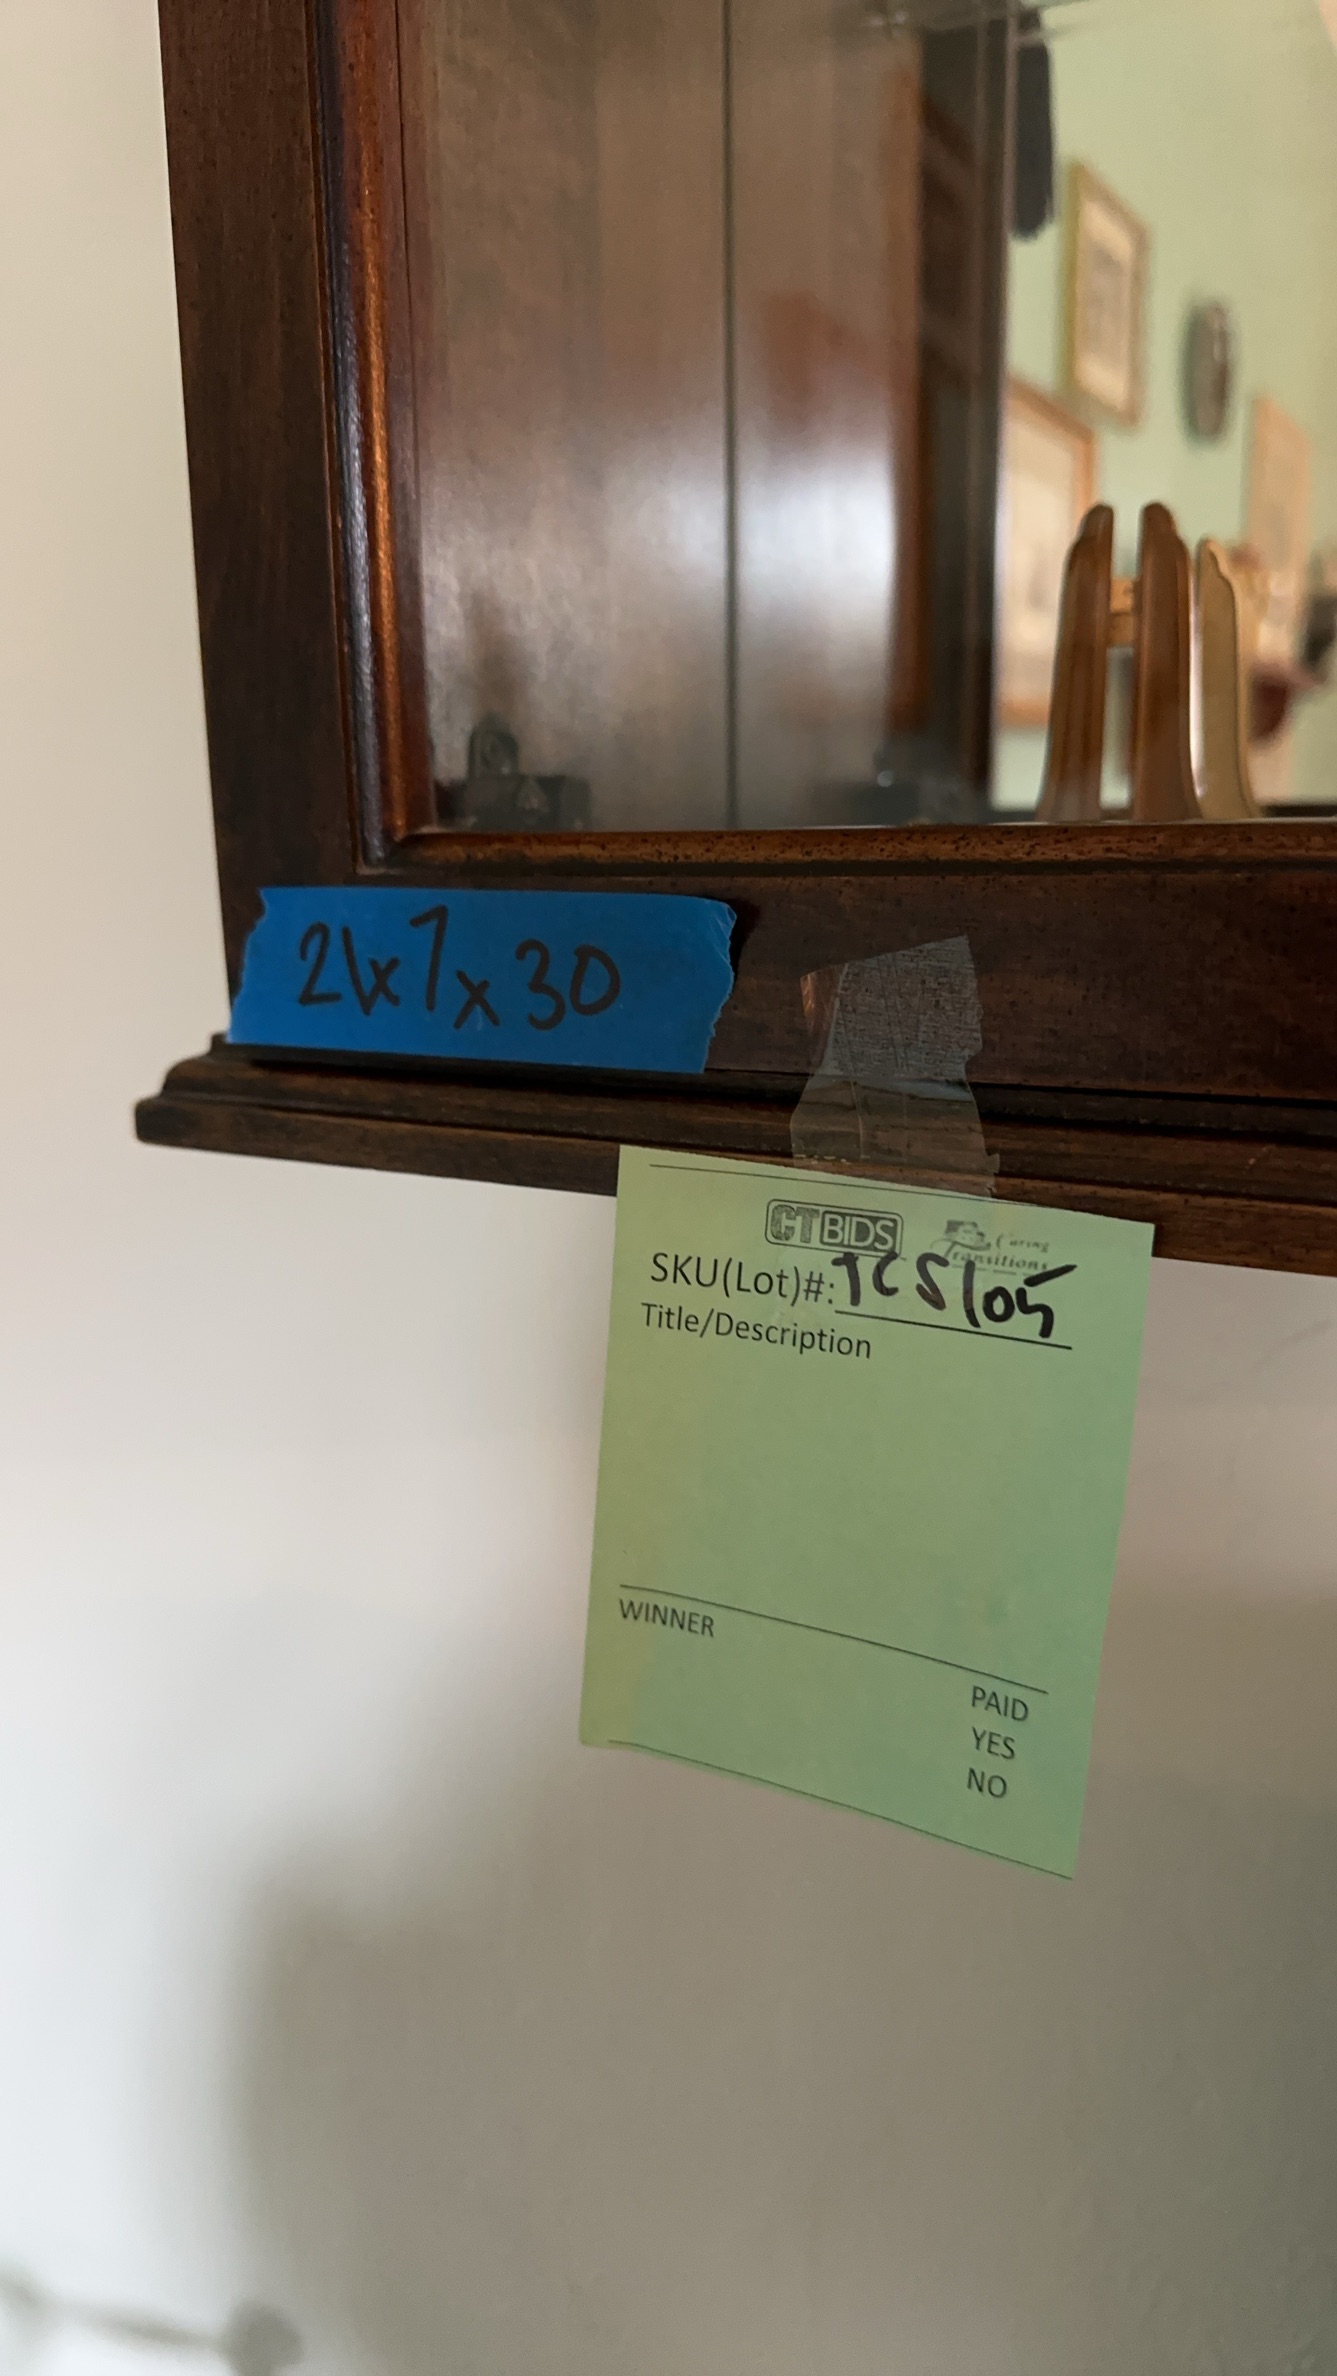 21x7x30
CTBIDS Caring Transitions
SKU(Lot)#: TCS105
Title/Description
WINNER
PAID
YES
NO